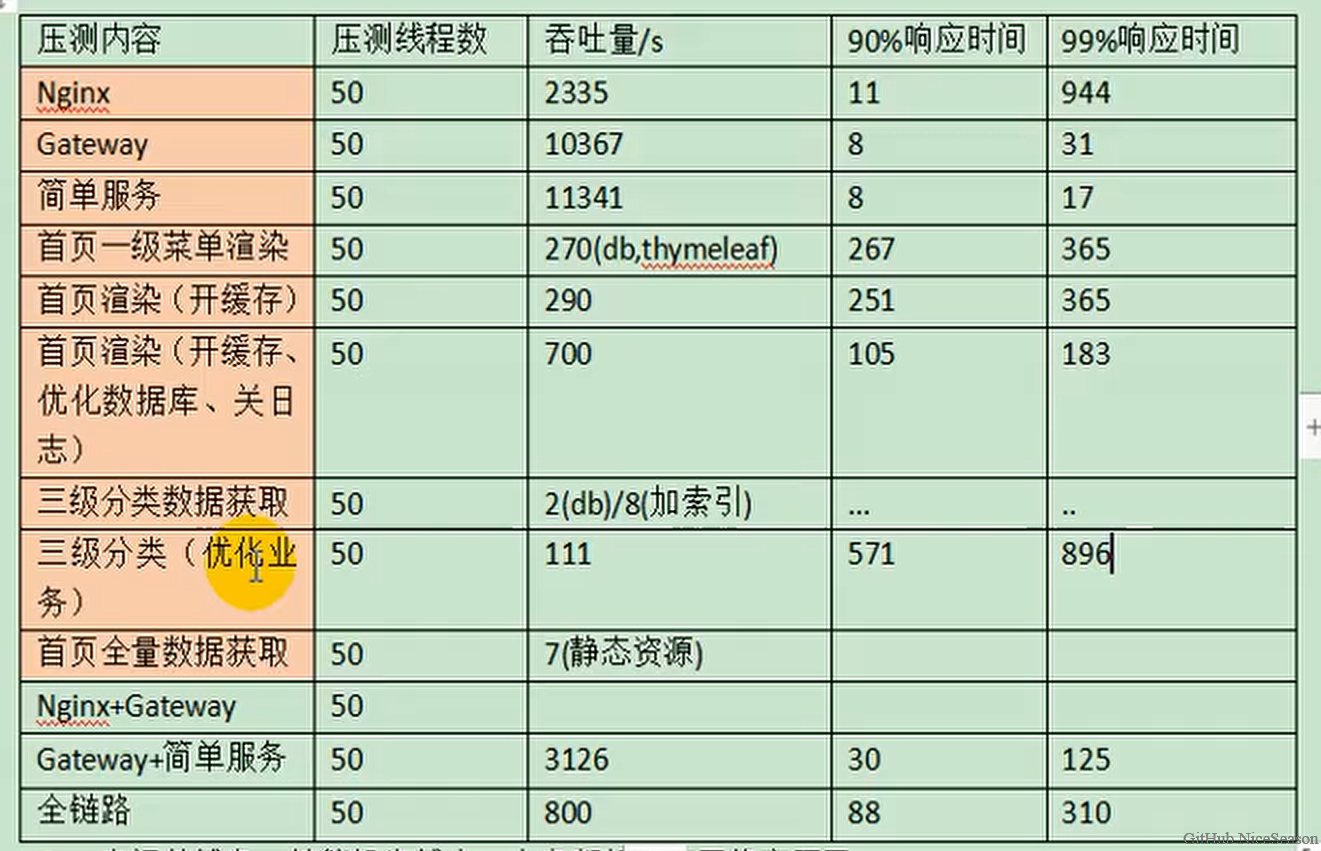 压测内容 压测线程数 吞吐量/s 90%响应时间 99%响应时间
Nginx 50 2335 11 944
Gateway 50 10367 8 31
简单服务 50 11341 8 17
首页一级菜单渲染 50 270(db,thymeleaf) 267 365
首页渲染（开缓存） 50 290 251 365
首页渲染（开缓存、 50 700 105 183
优化数据库、关日
志）
三级分类数据获取 50 2(db)/8(加索引) ... ..
三级分类（优化业 50 111 571 896
务）
首页全量数据获取 50 7(静态资源)
Nginx+Gateway 50
Gateway+简单服务 50 3126 30 125
全链路 50 800 88 310
GitHub NiceSeason